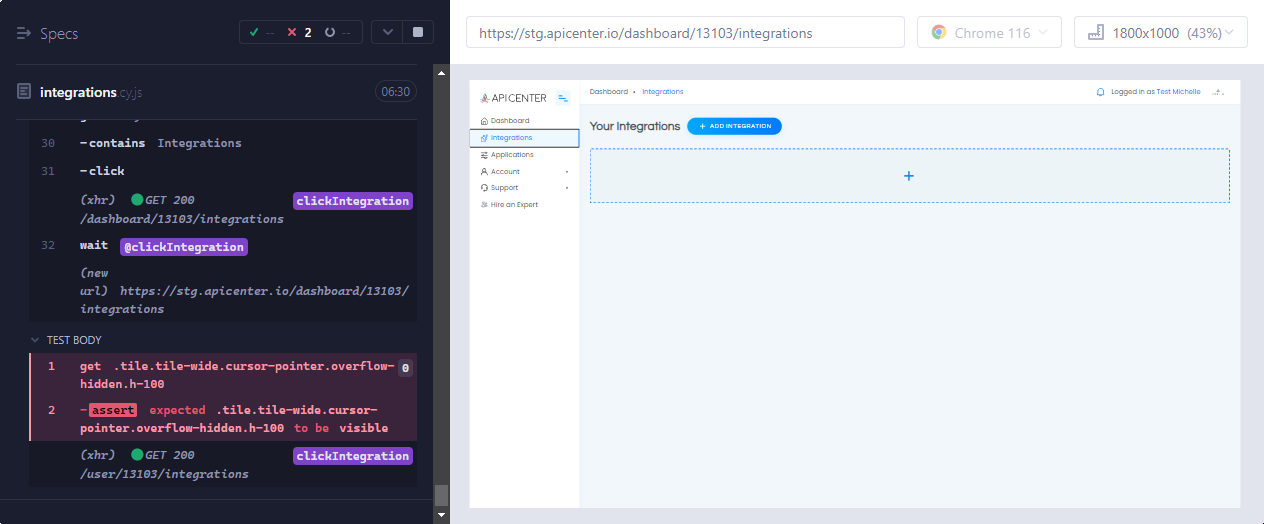 Specs
--
2
--
integrations.cy.js
06:30
30 -contains Integrations
31 -click
(xhr) GET 200 clickIntegration
/dashboard/13103/integrations
32 wait @clickIntegration
(new
url) https://stg.apicenter.io/dashboard/13103/
integrations
TEST BODY
1 get .tile.tile-wide.cursor-pointer.overflow- 0
hidden.h-100
2 -assert expected .tile.tile-wide.cursor-
pointer.overflow-hidden.h-100 to be visible
(xhr) GET 200 clickIntegration
/user/13103/integrations
https://stg.apicenter.io/dashboard/13103/integrations
Chrome 116
1800x1000 (43%)
API CENTER
Dashboard • Integrations
Logged in as Test Michelle
Dashboard
Integrations
Applications
Account
Support
Hire an Expert
Your Integrations
+ ADD INTEGRATION
+